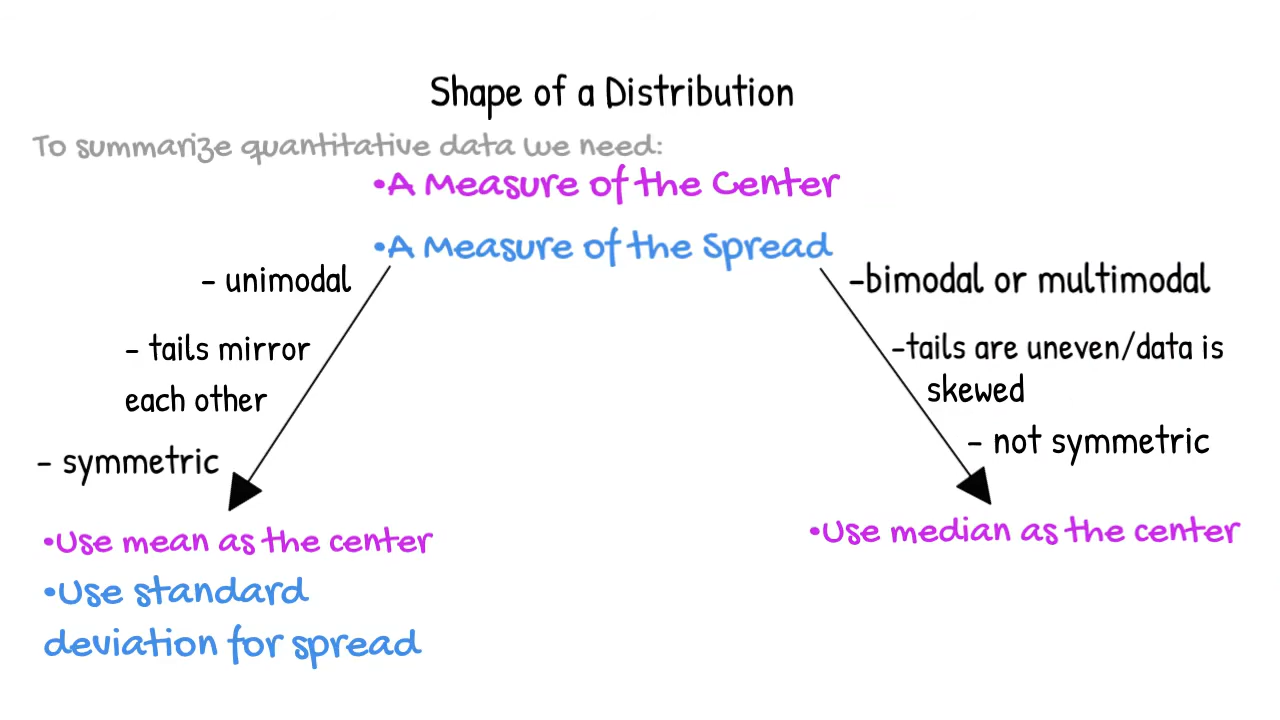 Shape of a Distribution
To summarize quantitative data we need:
•A Measure of the Center
•A Measure of the Spread
- unimodal
- tails mirror
each other
- symmetric
•Use mean as the center
•Use standard
deviation for spread
-bimodal or multimodal
-tails are uneven/data is
skewed
- not symmetric
•Use median as the center